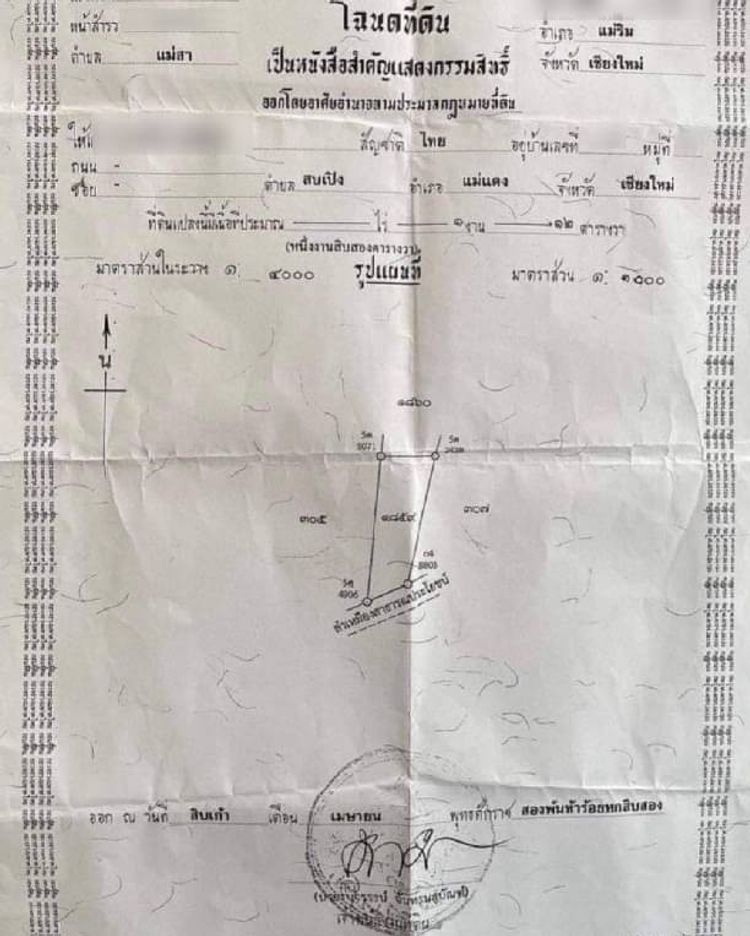 หน้าสำรวจ
ตำบล แม่สา
โฉนดที่ดิน
เป็นหนังสือสำคัญแสดงกรรมสิทธิ์
ออกโดยอาศัยอำนาจตามประมวลกฎหมายที่ดิน
อำเภอ แม่ริม
จังหวัด เชียงใหม่
สัญชาติ ไทย อยู่บ้านเลขที่ หมู่ที่
ถนน -
ซอย - ตำบล สบเปิง อำเภอ แม่แตง จังหวัด เชียงใหม่
ที่ดินแปลงนี้มีเนื้อที่ประมาณ ไร่ ๑ งาน ๑๒ ตารางวา
(หนึ่งงานสิบสองตารางวา)
มาตราส่วนในระวาง ๑: ๔๐๐๐ รูปแผนที่ มาตราส่วน ๑: ๑๐๐๐
น
๑๘๖๐
5ต
5ต
๓๐๕ ๑๘๕๙ ๓๐๗
4906
ลำเหมืองสาธารณประโยชน์
ออก ณ วันที่ สิบเก้า เดือน เมษายน พุทธศักราช สองพันห้าร้อยหกสิบสอง